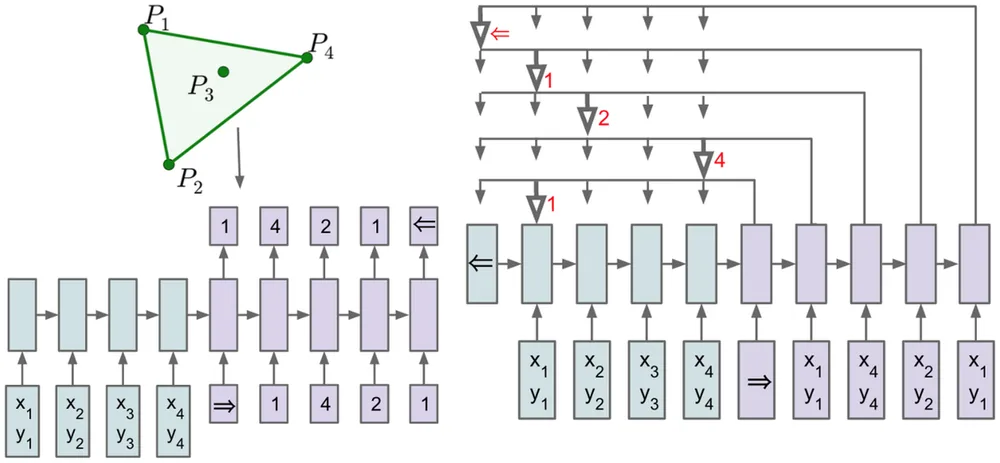 P1
P4
P3
P2
1 4 2 1 ⇐
x1 x2 x3 x4
y1 y2 y3 y4
⇒ 1 4 2 1
⇐
1
2
4
1
⇐
x1 x2 x3 x4 ⇒ x1 x4 x2 x1
y1 y2 y3 y4 y1 y4 y2 y1